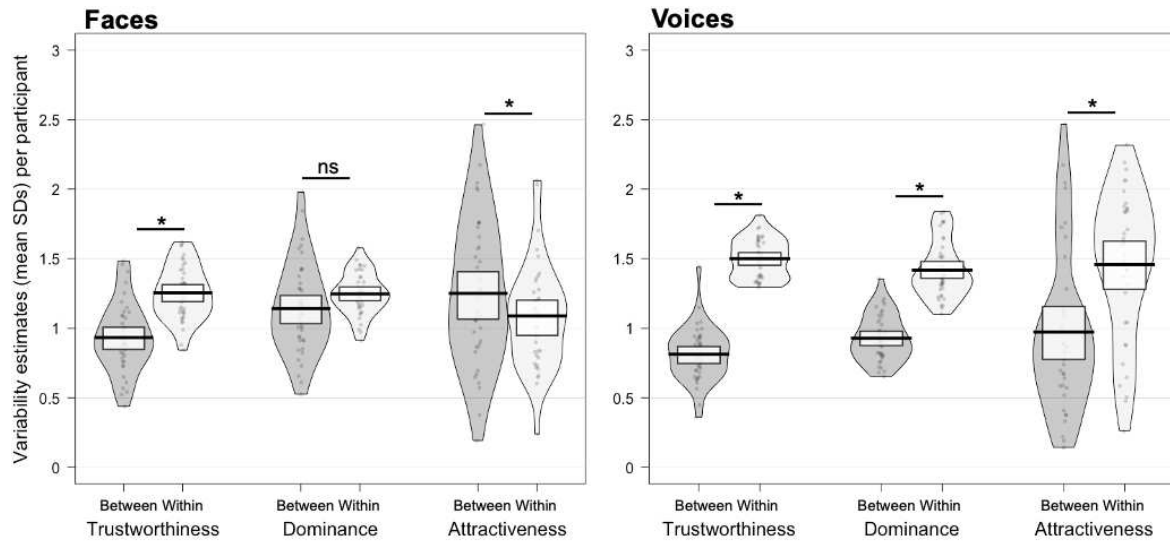 Faces
Voices
Variability estimates (mean SDs) per participant
3
2.5
2
1.5
1
0.5
0
*
ns
*
Between Within
Between Within
Between Within
Trustworthiness
Dominance
Attractiveness
3
2.5
2
1.5
1
0.5
0
*
*
*
Between Within
Between Within
Between Within
Trustworthiness
Dominance
Attractiveness